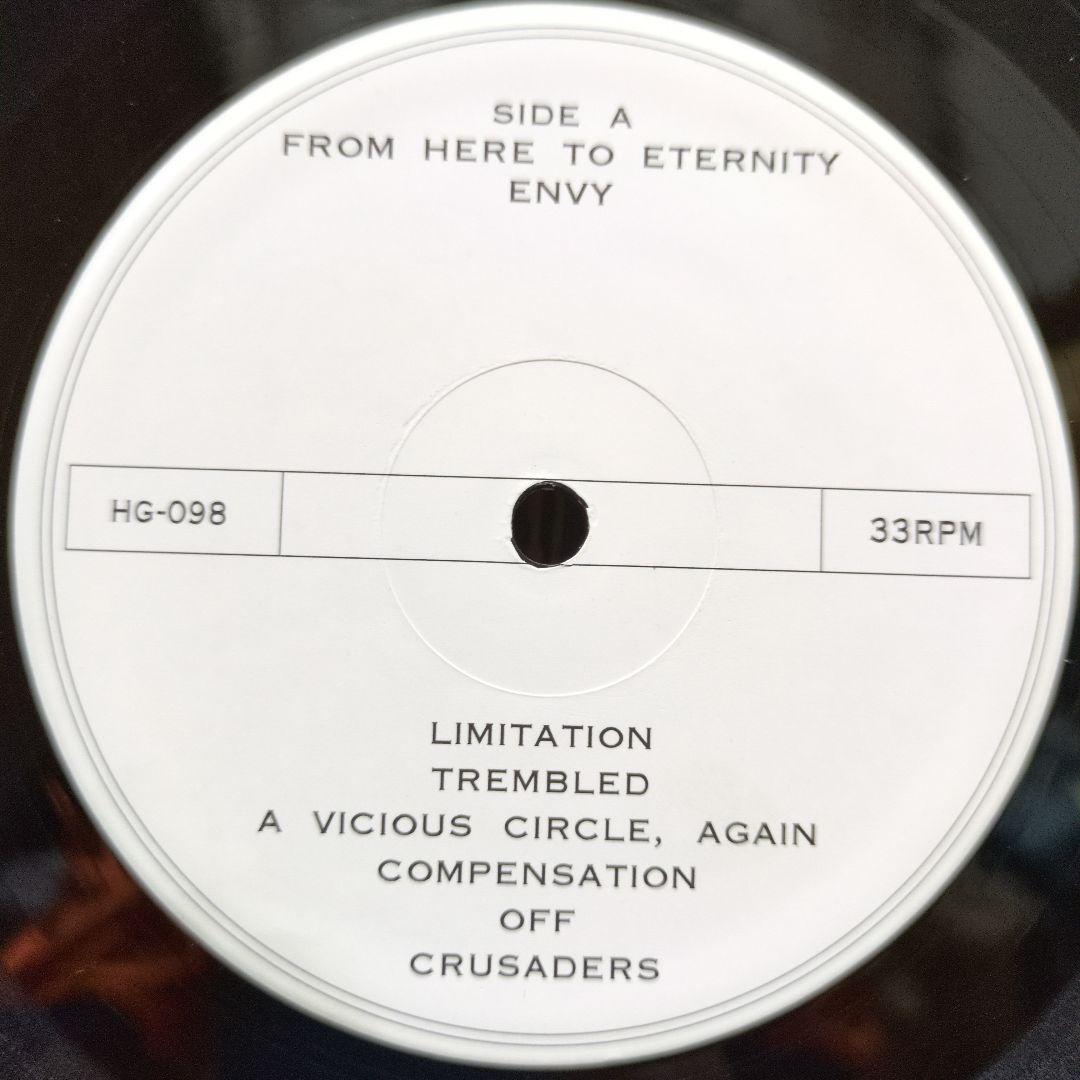 SIDE A
FROM HERE TO ETERNITY
ENVY
HG-098
33RPM
LIMITATION
TREMBLED
A VICIOUS CIRCLE, AGAIN
COMPENSATION
OFF
CRUSADERS